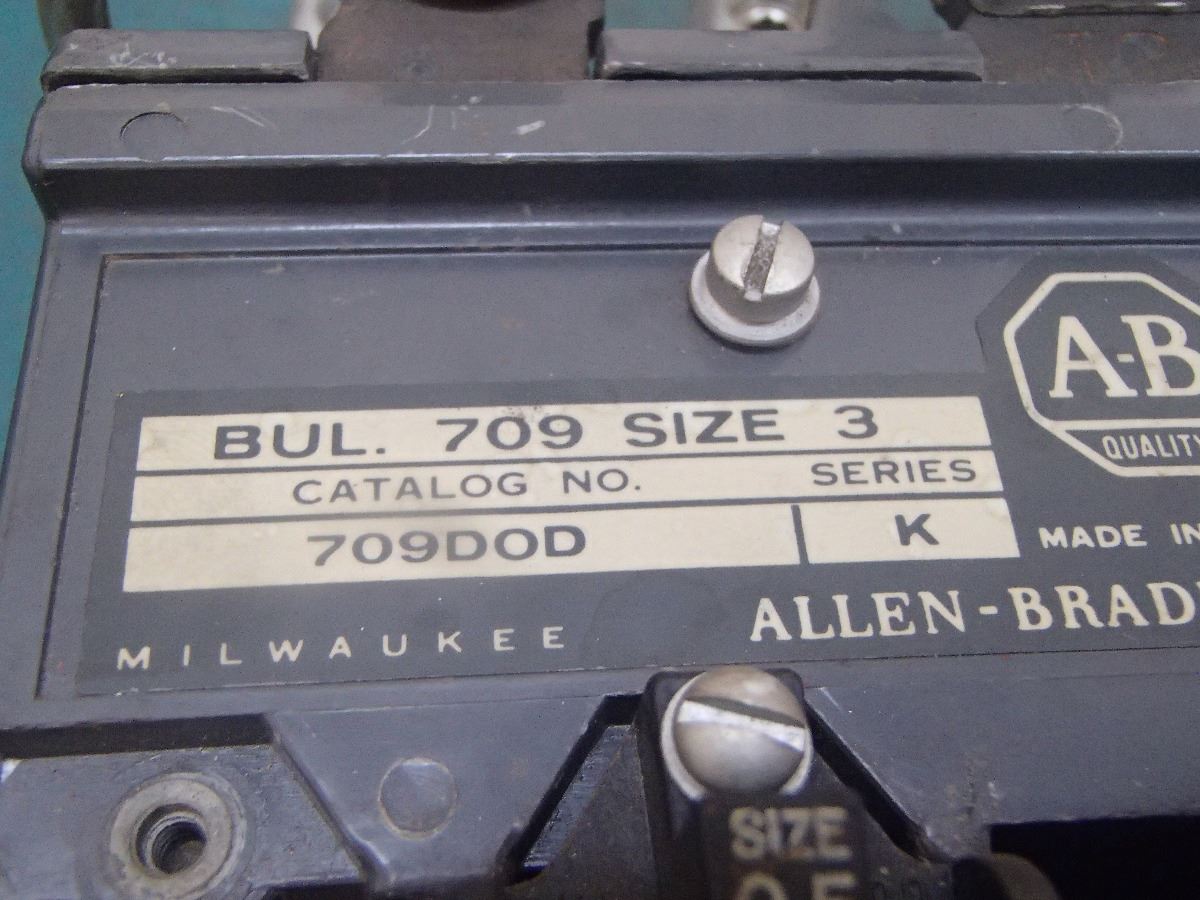 BUL. 709 SIZE 3
CATALOG NO. SERIES
709DOD K
A-B
QUALITY
MADE IN
MILWAUKEE
ALLEN-BRAD
SIZE